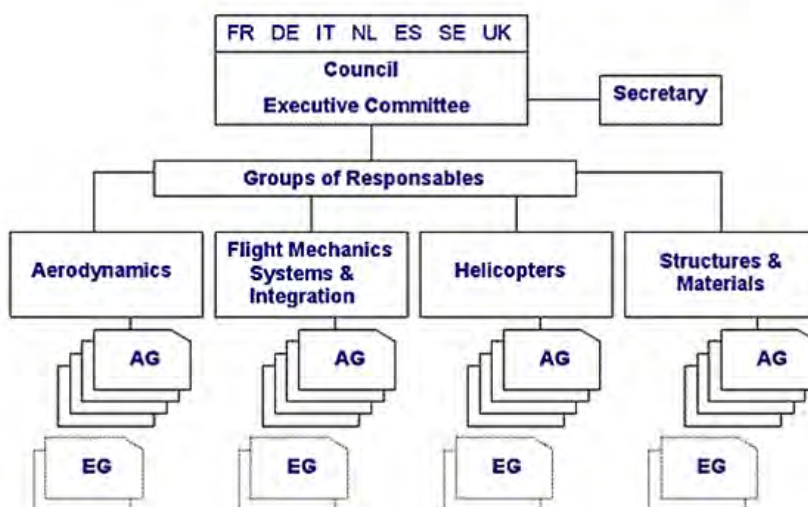 FR DE IT NL ES SE UK
Council
Executive Committee
Secretary
Groups of Responsables
Aerodynamics
Flight Mechanics
Systems &
Integration
Helicopters
Structures &
Materials
AG
AG
AG
AG
EG
EG
EG
EG